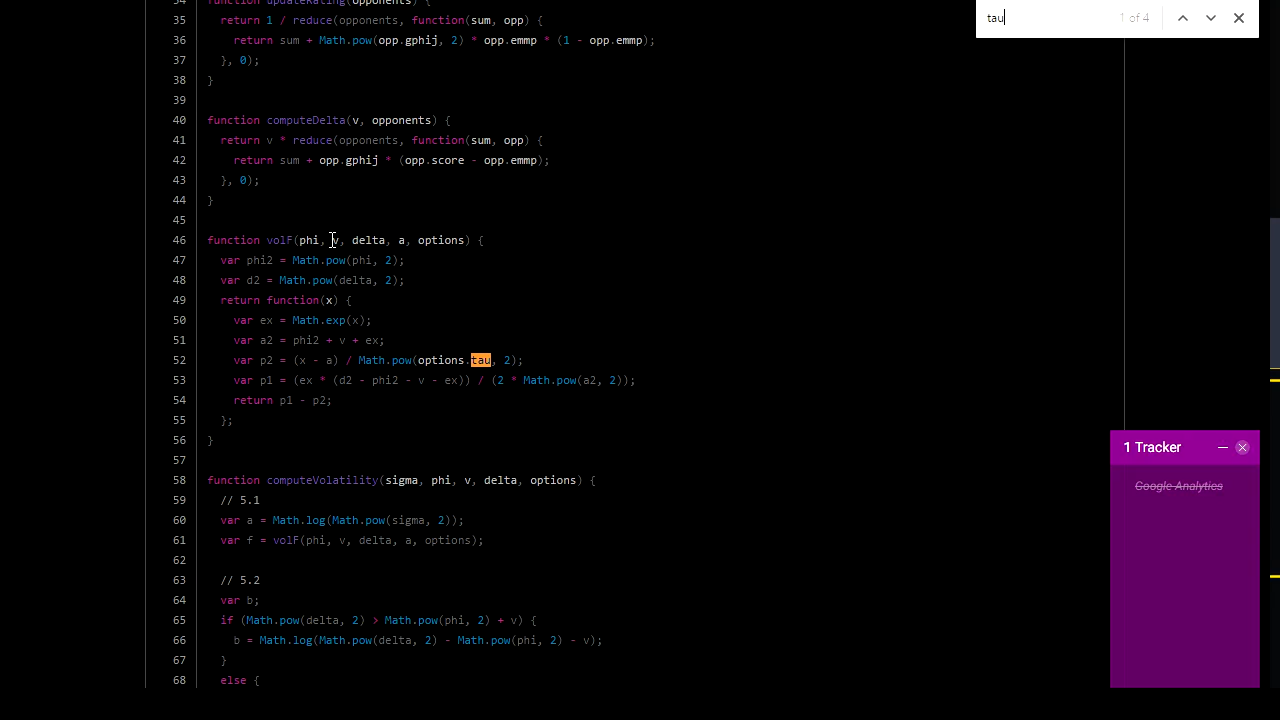 tau 1 of 4
34 function updateRating(opponents) {
35 return 1 / reduce(opponents, function(sum, opp) {
36 return sum + Math.pow(opp.gphij, 2) * opp.emmp * (1 - opp.emmp);
37 }, 0);
38 }
39
40 function computeDelta(v, opponents) {
41 return v * reduce(opponents, function(sum, opp) {
42 return sum + opp.gphij * (opp.score - opp.emmp);
43 }, 0);
44 }
45
46 function volF(phi, v, delta, a, options) {
47 var phi2 = Math.pow(phi, 2);
48 var d2 = Math.pow(delta, 2);
49 return function(x) {
50 var ex = Math.exp(x);
51 var a2 = phi2 + v + ex;
52 var p2 = (x - a) / Math.pow(options.tau, 2);
53 var p1 = (ex * (d2 - phi2 - v - ex)) / (2 * Math.pow(a2, 2));
54 return p1 - p2;
55 };
56 }
57
58 function computeVolatility(sigma, phi, v, delta, options) {
59 // 5.1
60 var a = Math.log(Math.pow(sigma, 2));
61 var f = volF(phi, v, delta, a, options);
62
63 // 5.2
64 var b;
65 if (Math.pow(delta, 2) > Math.pow(phi, 2) + v) {
66 b = Math.log(Math.pow(delta, 2) - Math.pow(phi, 2) - v);
67 }
68 else {
1 Tracker
Google Analytics